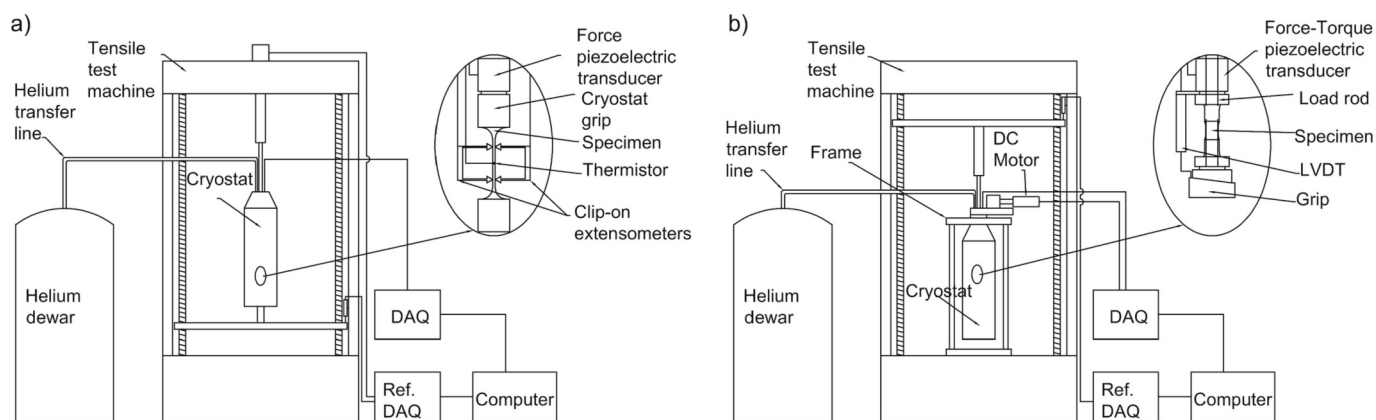 a)
Tensile
test
machine
Helium
transfer
line
Cryostat
Helium
dewar
Force
piezoelectric
transducer
Cryostat
grip
Specimen
Thermistor
Clip-on
extensometers
DAQ
Ref.
DAQ
Computer
b)
Tensile
test
machine
Helium
transfer
line
Frame
DC
Motor
Cryostat
Helium
dewar
Force-Torque
piezoelectric
transducer
Load rod
Specimen
LVDT
Grip
DAQ
Ref.
DAQ
Computer